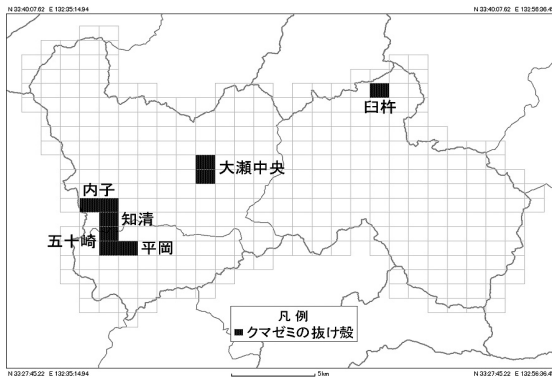 N 33:40:07.62 E 132:35:14.94
N 33:40:07.62 E 132:56:36.4
臼杵
大瀬中央
内子
知清
五十崎
平岡
凡 例
クマゼミの抜け殻
5km
N 33:27:45.22 E 132:35:14.94
N 33:27:45.22 E 132:56:36.4